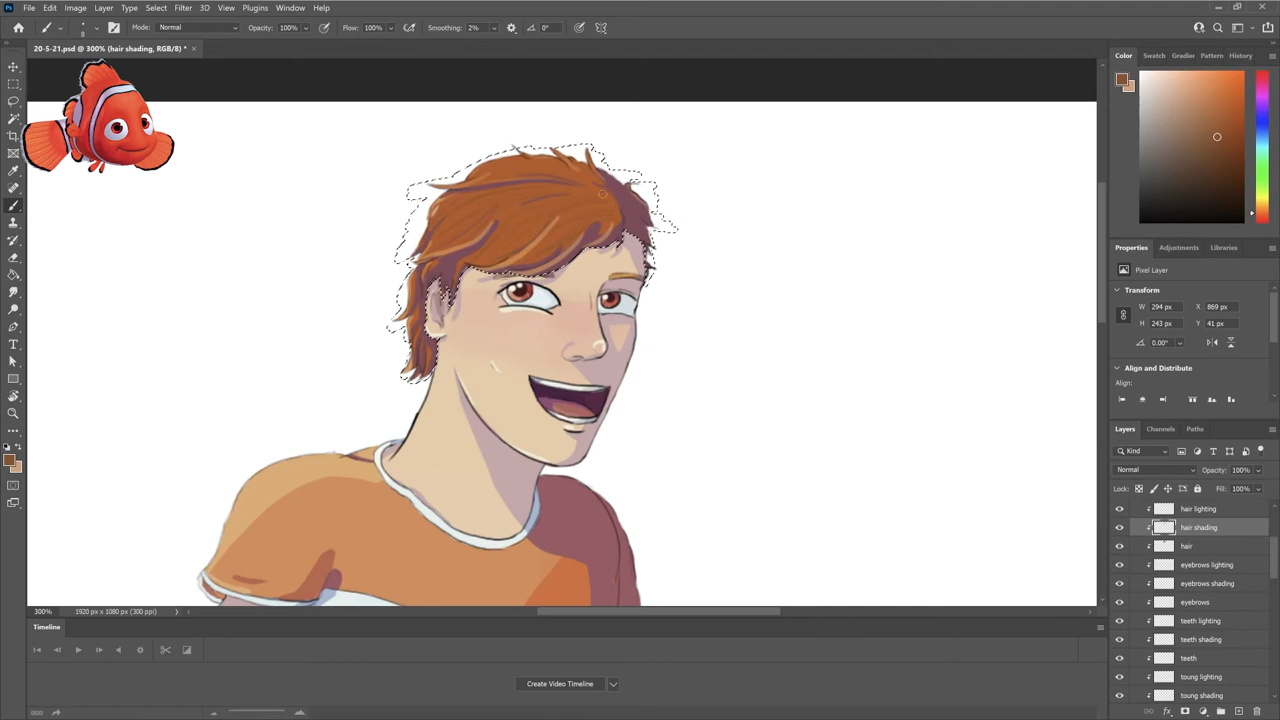 Ps File Edit Image Layer Type Select Filter 3D View Plugins Window Help
8 Mode: Normal Opacity: 100% Flow: 100% Smoothing: 2% 0°
20-5-21.psd @ 300% (hair shading, RGB/8) * ×
Color Swatch Gradier Pattern History
Properties Adjustments Libraries
Pixel Layer
Transform
W 294 px X 869 px
H 243 px Y 41 px
0.00°
Align and Distribute
Align:
Layers Channels Paths
Kind
Normal Opacity: 100%
Lock: Fill: 100%
hair lighting
hair shading
hair
eyebrows lighting
eyebrows shading
eyebrows
teeth lighting
teeth shading
teeth
toung lighting
toung shading
300% 1920 px x 1080 px (300 ppi)
Timeline
Create Video Timeline
fx